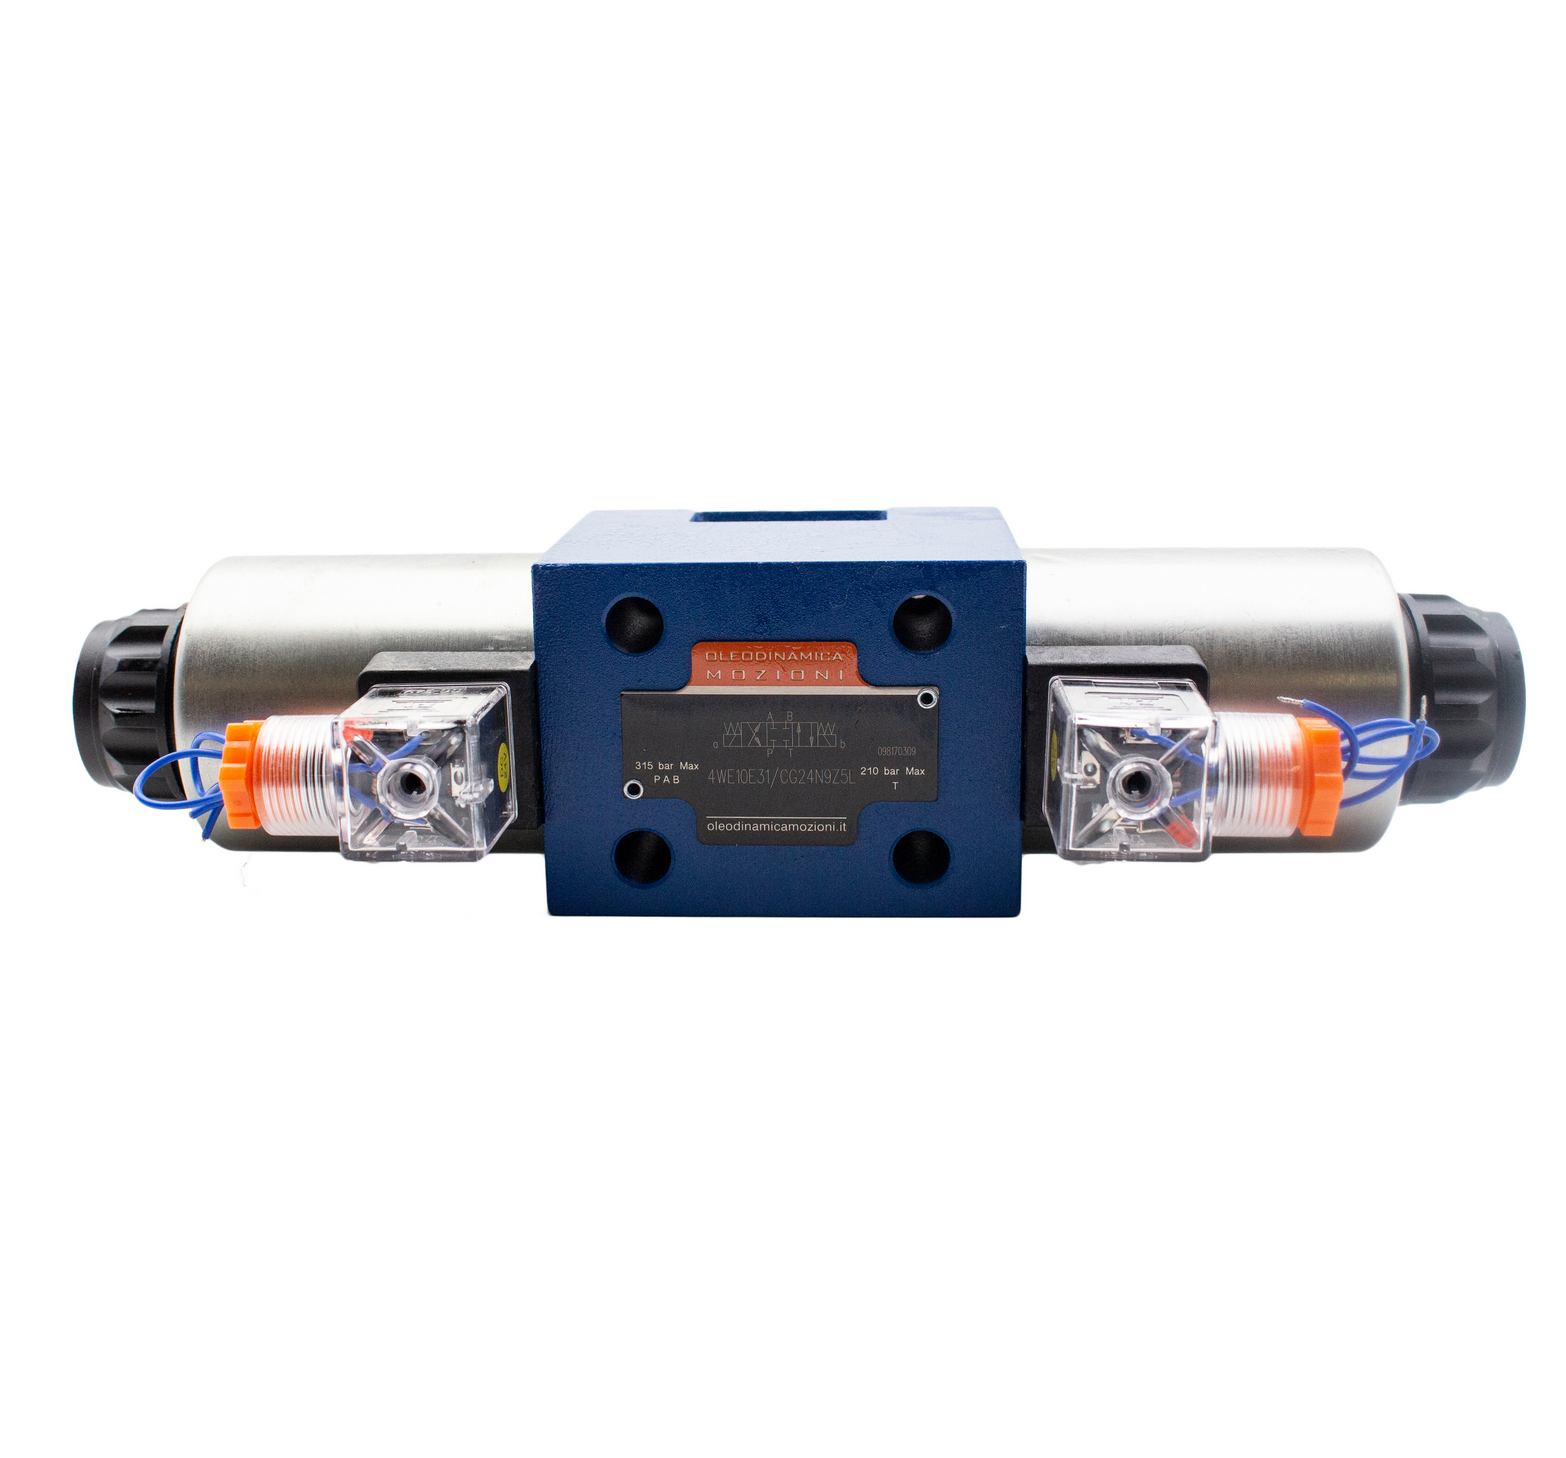 OLEODINAMICA
MOZIONI
A B
a b
P T
098170309
315 bar Max
P A B
4WE10E31/CG24N9Z5L
210 bar Max
T
oleodinamicamozioni.it